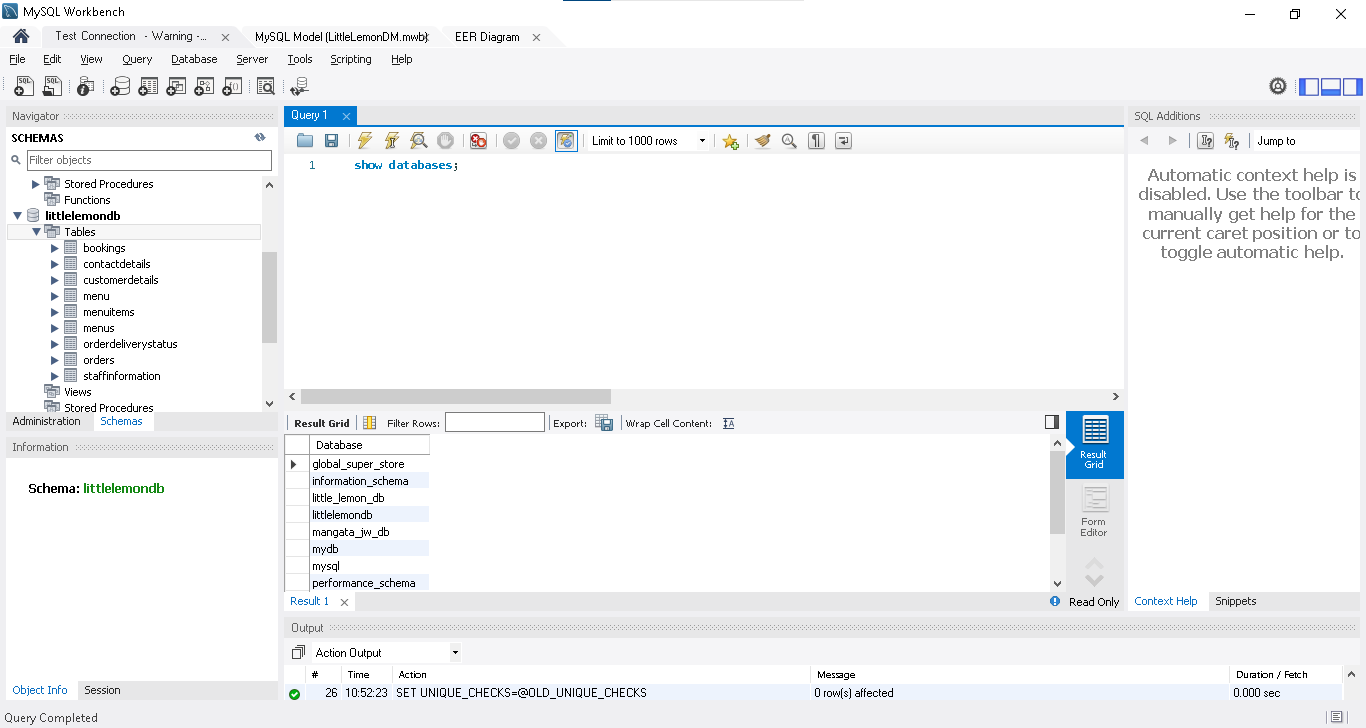 MySQL Workbench
Test Connection - Warning -...
MySQL Model (LittleLemonDM.mwb)
EER Diagram
File Edit View Query Database Server Tools Scripting Help
Navigator
SCHEMAS
Filter objects
Stored Procedures
Functions
littlelemondb
Tables
bookings
contactdetails
customerdetails
menu
menuitems
menus
orderdeliverystatus
orders
staffinformation
Views
Stored Procedures
Administration Schemas
Information
Schema: littlelemondb
Object Info Session
Query 1
Limit to 1000 rows
1 show databases;
Result Grid Filter Rows: Export: Wrap Cell Content:
Database
global_super_store
information_schema
little_lemon_db
littlelemondb
mangata_jw_db
mydb
mysql
performance_schema
Result Grid
Form Editor
Result 1
Read Only
SQL Additions
Jump to
Automatic context help is
disabled. Use the toolbar to
manually get help for the
current caret position or to
toggle automatic help.
Context Help Snippets
Output
Action Output
# Time Action Message Duration / Fetch
26 10:52:23 SET UNIQUE_CHECKS=@OLD_UNIQUE_CHECKS 0 row(s) affected 0.000 sec
Query Completed